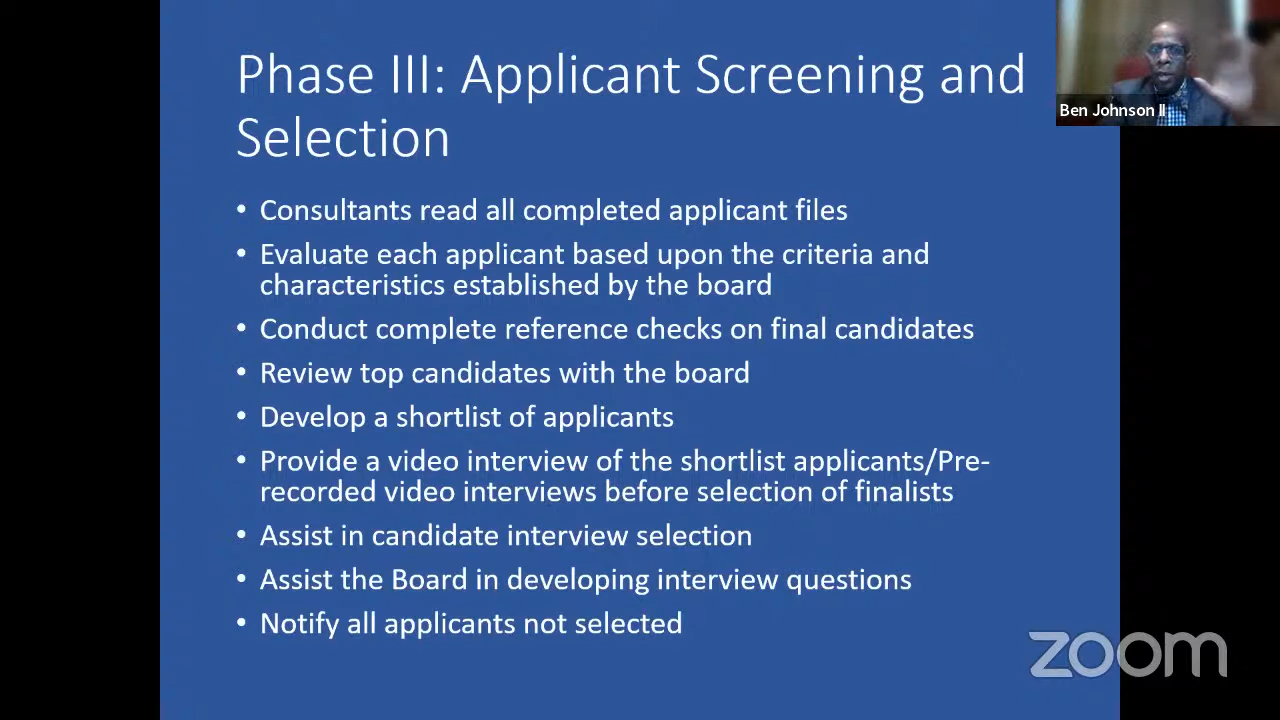 Phase III: Applicant Screening and
Selection
Ben Johnson II
• Consultants read all completed applicant files
• Evaluate each applicant based upon the criteria and
characteristics established by the board
• Conduct complete reference checks on final candidates
• Review top candidates with the board
• Develop a shortlist of applicants
• Provide a video interview of the shortlist applicants/Pre-
recorded video interviews before selection of finalists
• Assist in candidate interview selection
• Assist the Board in developing interview questions
• Notify all applicants not selected
zoom